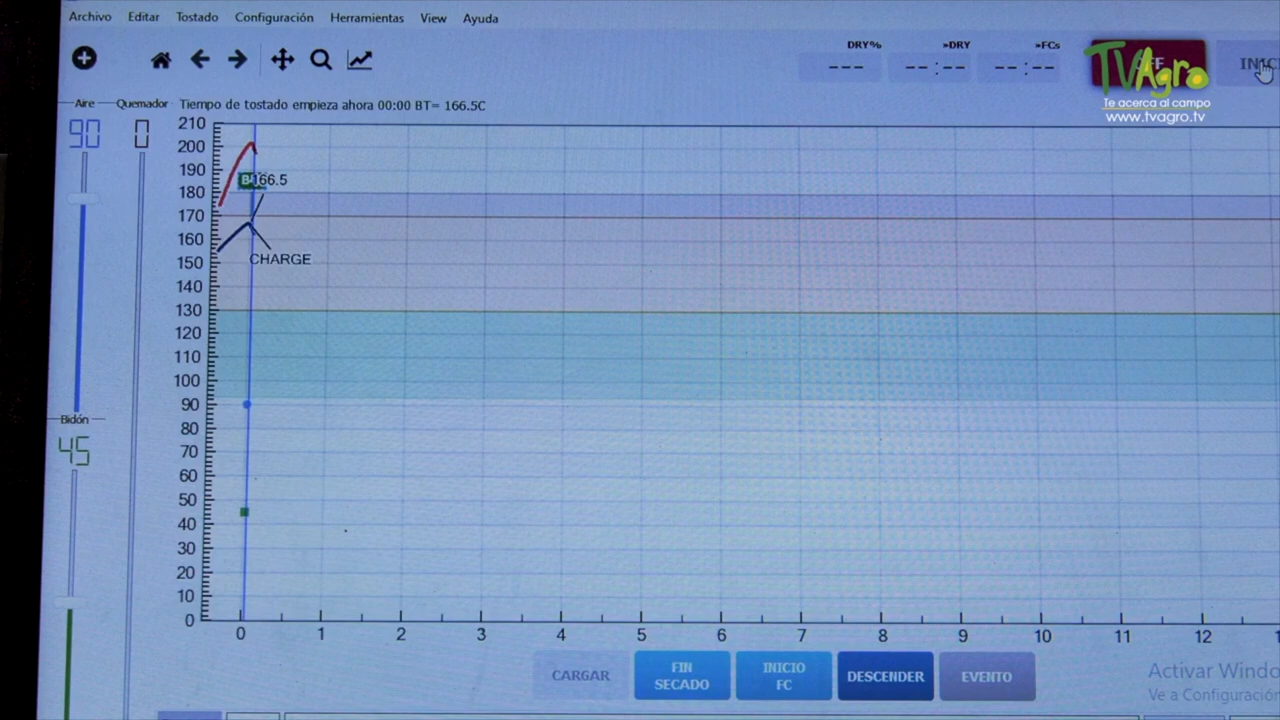 Archivo Editar Tostado Configuración Herramientas View Ayuda
DRY% »DRY »FCs
--- --:-- --:--
TVAgro
Te acerca al campo
www.tvagro.tv
Aire Quemador Tiempo de tostado empieza ahora 00:00 BT= 166.5C
90 0
210
200
190
180
170
160
150
140
130
120
110
100
90
80
70
60
50
40
30
20
10
0
166.5
CHARGE
Bidón
45
0 1 2 3 4 5 6 7 8 9 10 11 12
CARGAR
FIN
SECADO
INICIO
FC
DESCENDER
EVENTO
Activar Windo
Ve a Configuración